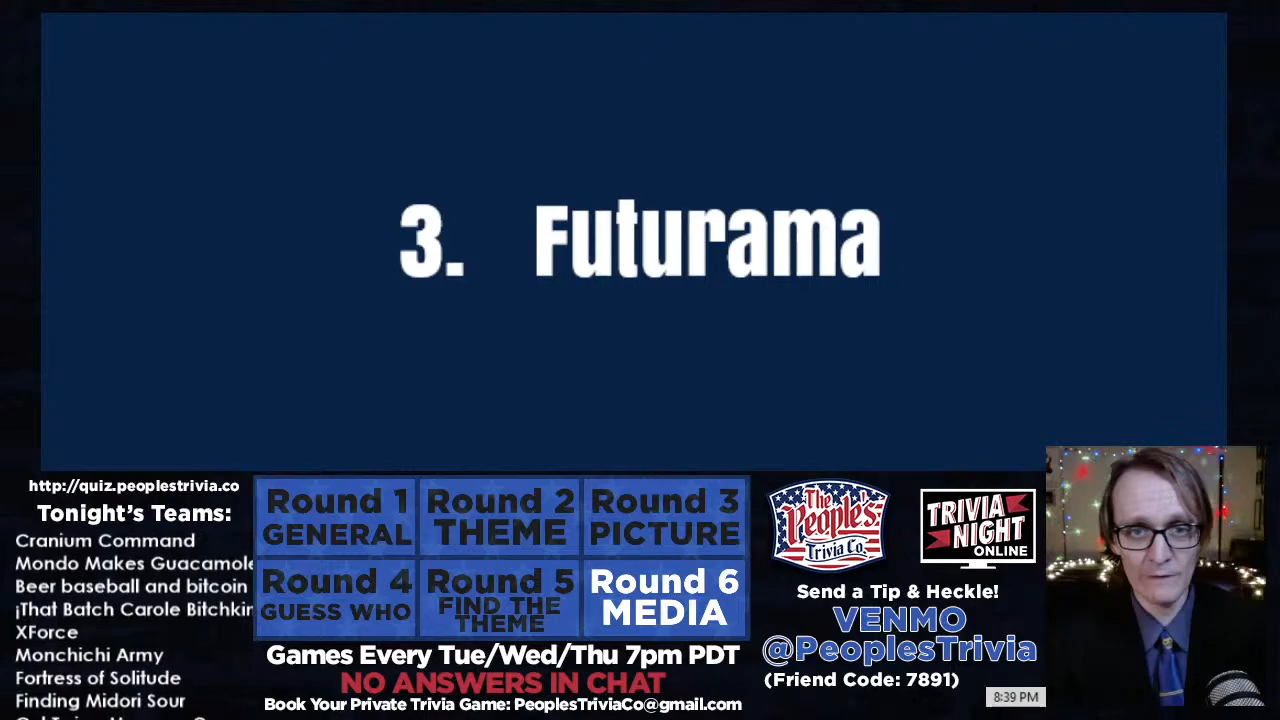 3. Futurama
http://quiz.peoplestrivia.co
Tonight's Teams:
Cranium Command
Mondo Makes Guacamole
Beer baseball and bitcoin
¡That Batch Carole Bitchkin
XForce
Monchichi Army
Fortress of Solitude
Finding Midori Sour
Round 1
GENERAL
Round 2
THEME
Round 3
PICTURE
Round 4
GUESS WHO
Round 5
FIND THE
THEME
Round 6
MEDIA
Games Every Tue/Wed/Thu 7pm PDT
NO ANSWERS IN CHAT
Book Your Private Trivia Game: PeoplesTriviaCo@gmail.com
The
People's
Trivia Co.
TRIVIA
NIGHT
ONLINE
Send a Tip & Heckle!
VENMO
@PeoplesTrivia
(Friend Code: 7891)
8:39 PM